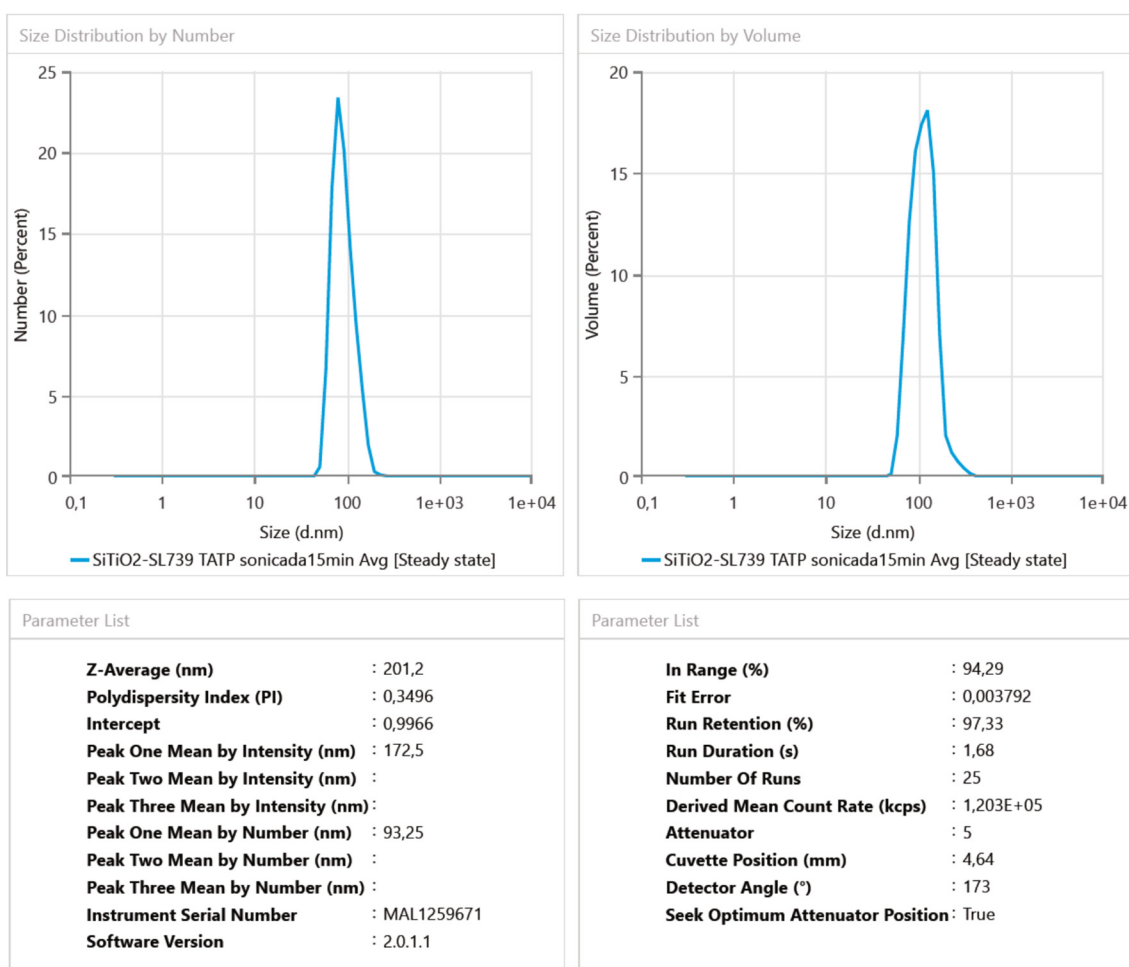 Size Distribution by Number
25
20
15
10
5
0
Number (Percent)
0,1 1 10 100 1e+03 1e+04
Size (d.nm)
SiTiO2-SL739 TATP sonicada15min Avg [Steady state]
Size Distribution by Volume
20
15
10
5
0
Volume (Percent)
0,1 1 10 100 1e+03 1e+04
Size (d.nm)
SiTiO2-SL739 TATP sonicada15min Avg [Steady state]
Parameter List
Z-Average (nm) : 201,2
Polydispersity Index (PI) : 0,3496
Intercept : 0,9966
Peak One Mean by Intensity (nm) : 172,5
Peak Two Mean by Intensity (nm) :
Peak Three Mean by Intensity (nm) :
Peak One Mean by Number (nm) : 93,25
Peak Two Mean by Number (nm) :
Peak Three Mean by Number (nm) :
Instrument Serial Number : MAL1259671
Software Version : 2.0.1.1
Parameter List
In Range (%) : 94,29
Fit Error : 0,003792
Run Retention (%) : 97,33
Run Duration (s) : 1,68
Number Of Runs : 25
Derived Mean Count Rate (kcps) : 1,203E+05
Attenuator : 5
Cuvette Position (mm) : 4,64
Detector Angle (°) : 173
Seek Optimum Attenuator Position : True